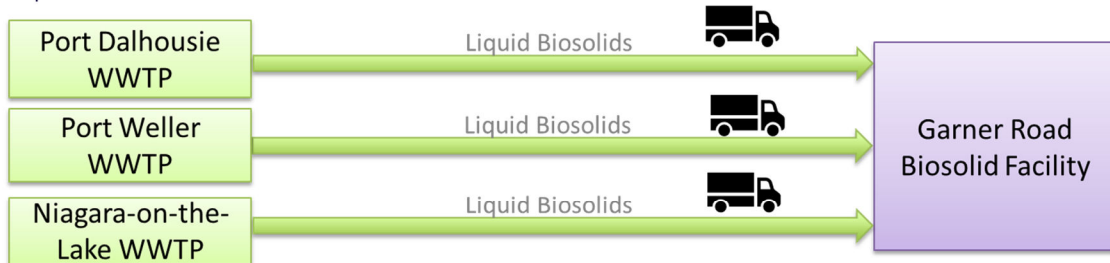 Port Dalhousie
WWTP
Liquid Biosolids
Port Weller
WWTP
Liquid Biosolids
Niagara-on-the-
Lake WWTP
Liquid Biosolids
Garner Road
Biosolid Facility